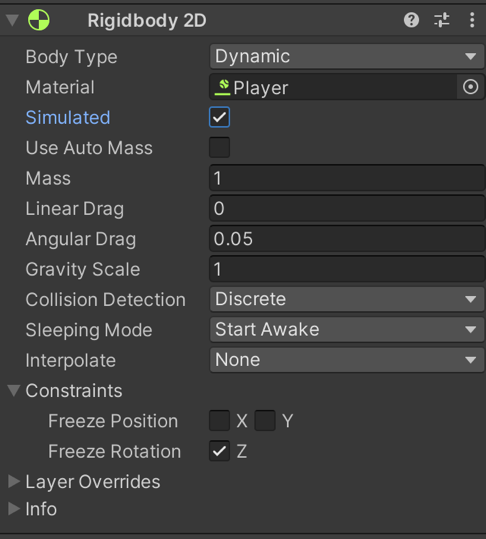 Rigidbody 2D
Body Type Dynamic
Material Player
Simulated
Use Auto Mass
Mass 1
Linear Drag 0
Angular Drag 0.05
Gravity Scale 1
Collision Detection Discrete
Sleeping Mode Start Awake
Interpolate None
Constraints
Freeze Position X Y
Freeze Rotation Z
Layer Overrides
Info